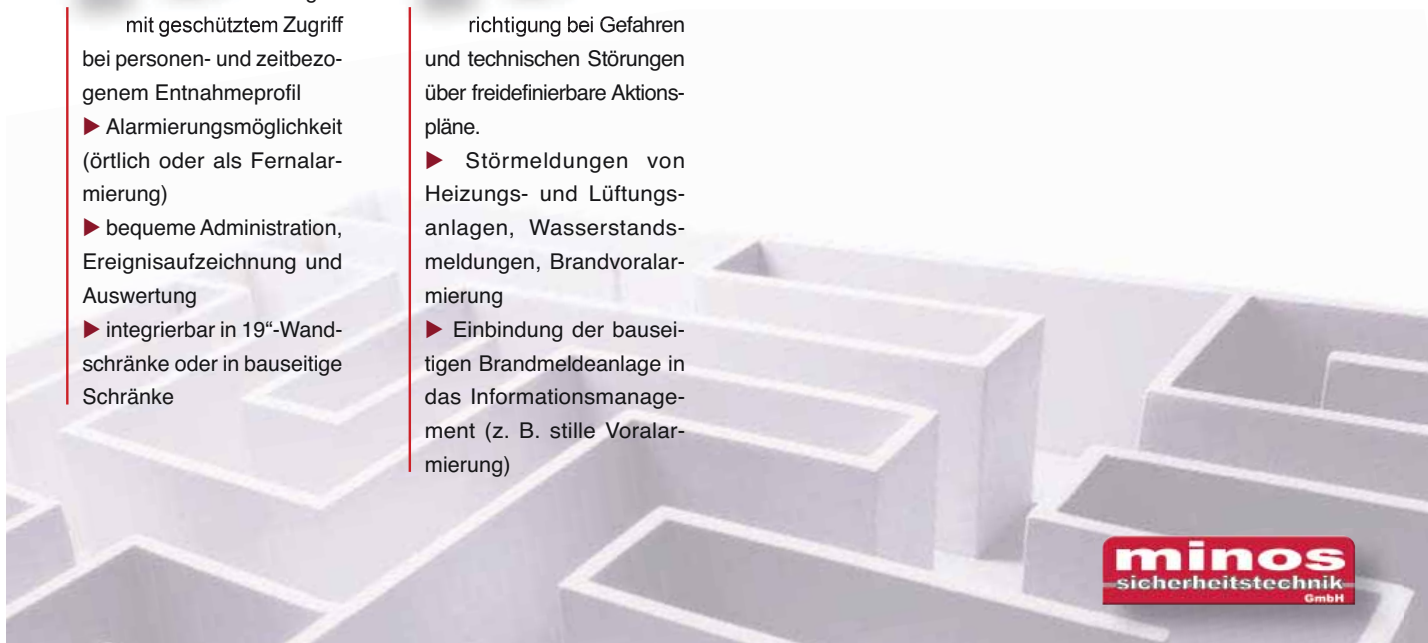 mit geschütztem Zugriff
bei personen- und zeitbezo-
genem Entnahmeprofil
▶ Alarmierungsmöglichkeit
(örtlich oder als Fernalar-
mierung)
▶ bequeme Administration,
Ereignisaufzeichnung und
Auswertung
▶ integrierbar in 19“-Wand-
schränke oder in bauseitige
Schränke
richtigung bei Gefahren
und technischen Störungen
über freidefinierbare Aktions-
pläne.
▶ Störmeldungen von
Heizungs- und Lüftungs-
anlagen, Wasserstands-
meldungen, Brandvoralar-
mierung
▶ Einbindung der bausei-
tigen Brandmeldeanlage in
das Informationsmanage-
ment (z. B. stille Voralar-
mierung)
minos
sicherheitstechnik
GmbH